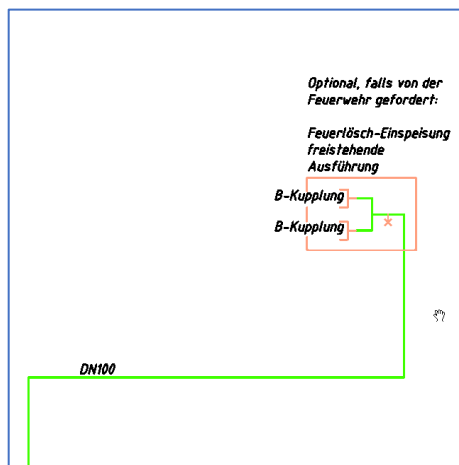 Optional, falls von der
Feuerwehr gefordert:
Feuerlösch-Einspeisung
freistehende
Ausführung
B-Kupplung
B-Kupplung
DN100